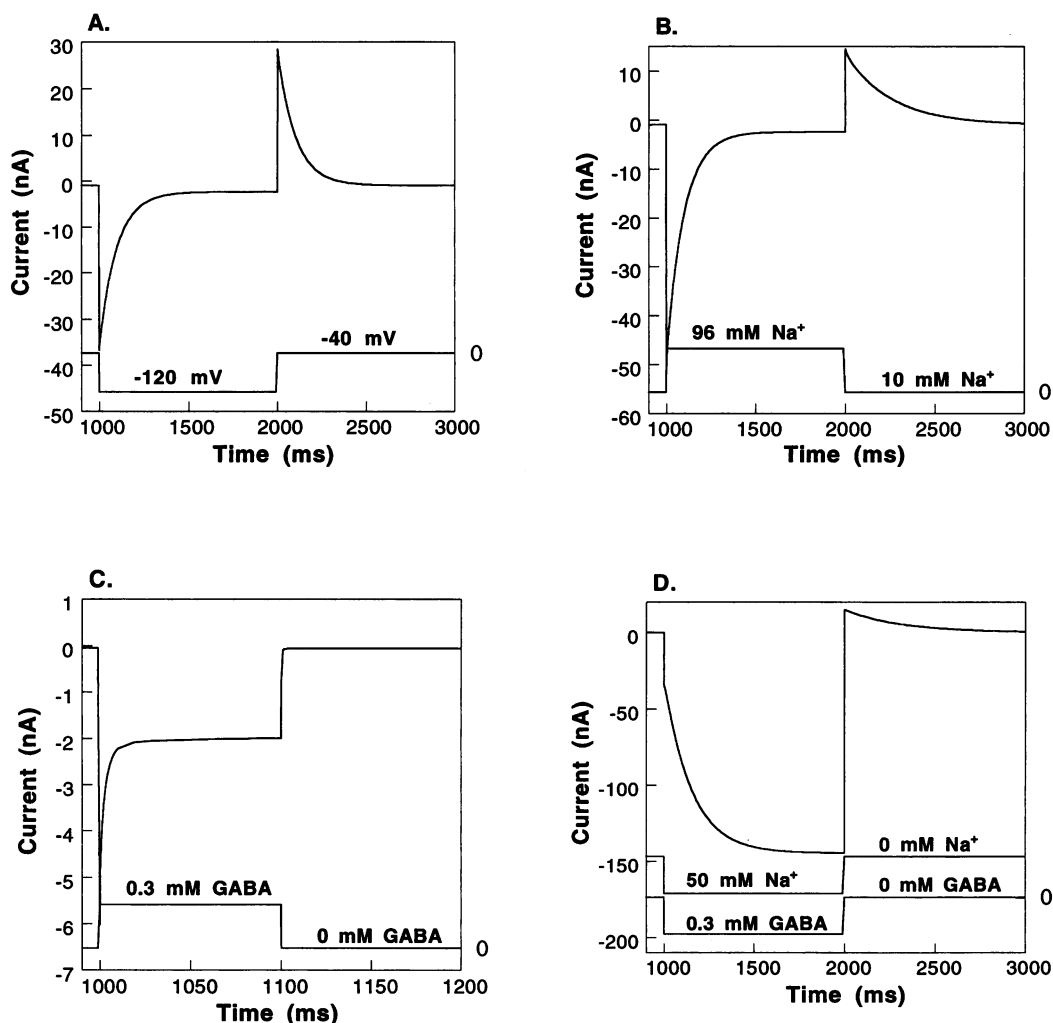 A.
30
20
10
0
-10
-20
-30
-40
-50
Current (nA)
-40 mV
0
-120 mV
1000 1500 2000 2500 3000
Time (ms)
B.
10
0
-10
-20
-30
-40
-50
-60
Current (nA)
96 mM Na⁺
10 mM Na⁺
0
1000 1500 2000 2500 3000
Time (ms)
C.
1
0
-1
-2
-3
-4
-5
-6
-7
Current (nA)
0.3 mM GABA
0 mM GABA
0
1000 1050 1100 1150 1200
Time (ms)
D.
0
-50
-100
-150
-200
Current (nA)
0 mM Na⁺
50 mM Na⁺
0 mM GABA
0
0.3 mM GABA
1000 1500 2000 2500 3000
Time (ms)